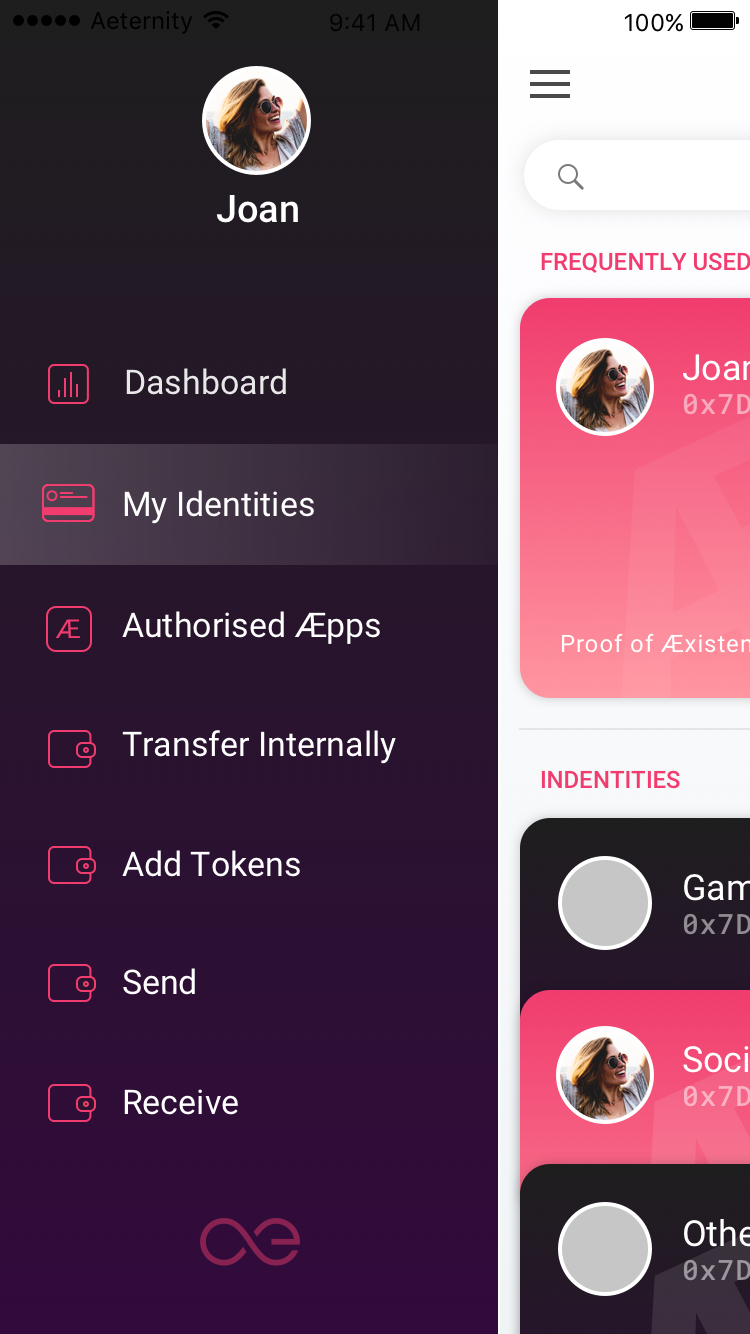 Aeternity 9:41 AM 100%
Joan
Dashboard
My Identities
Æ
Authorised Æpps
Transfer Internally
Add Tokens
Send
Receive
FREQUENTLY USED
Joan
0x7D
Proof of Æxisten
INDENTITIES
Gam
0x7D
Soci
0x7D
Othe
0x7D